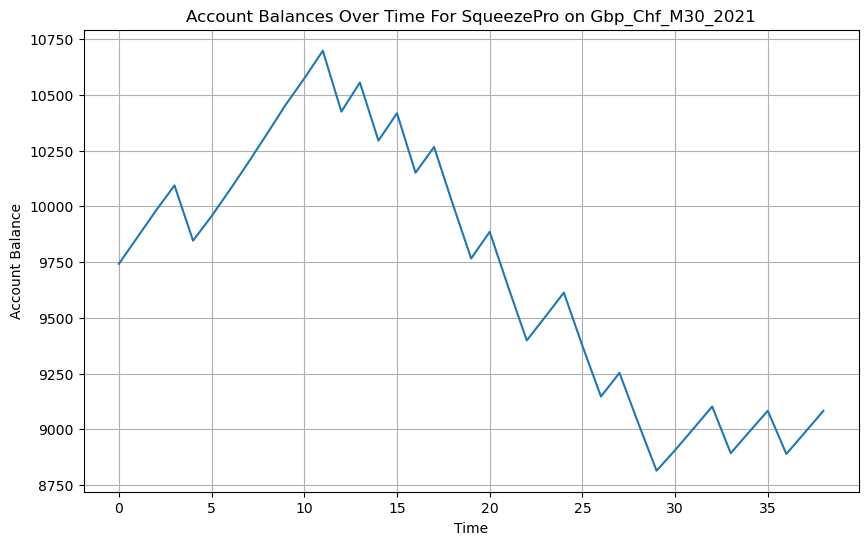 Account Balances Over Time For SqueezePro on Gbp_Chf_M30_2021
10750
10500
10250
10000
9750
9500
9250
9000
8750
Account Balance
0 5 10 15 20 25 30 35
Time